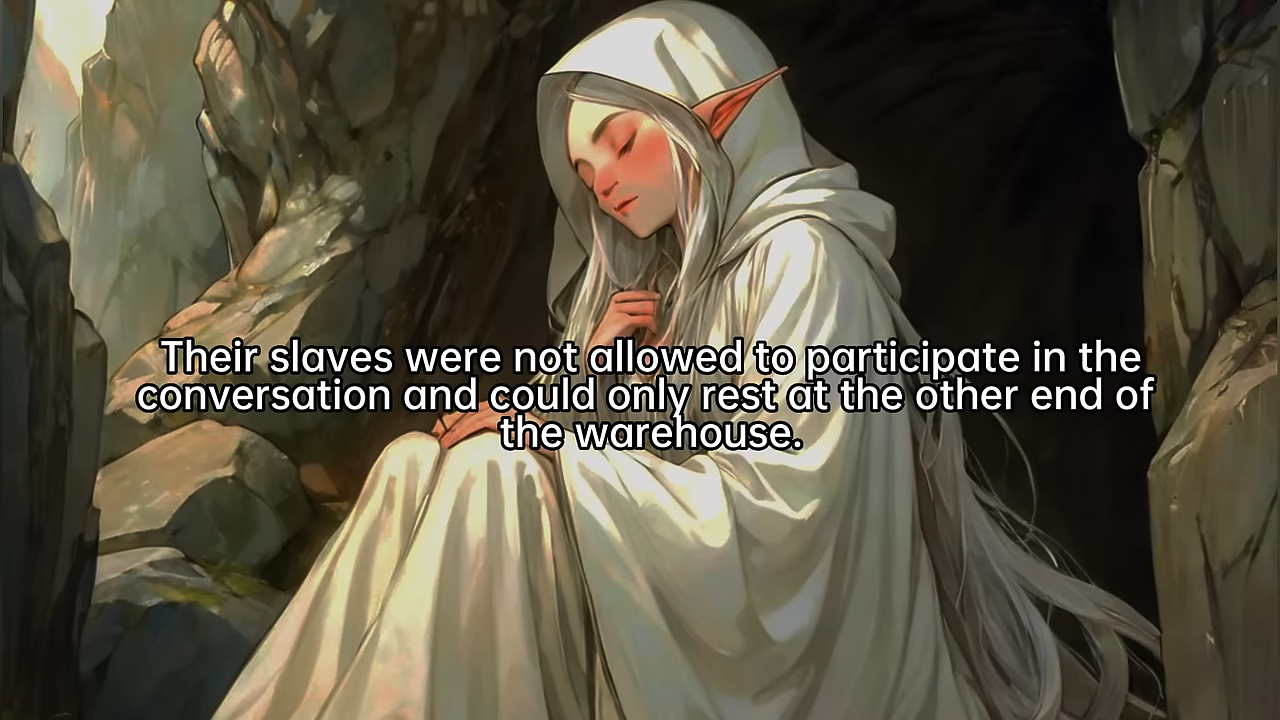 Their slaves were not allowed to participate in the
conversation and could only rest at the other end of
the warehouse.